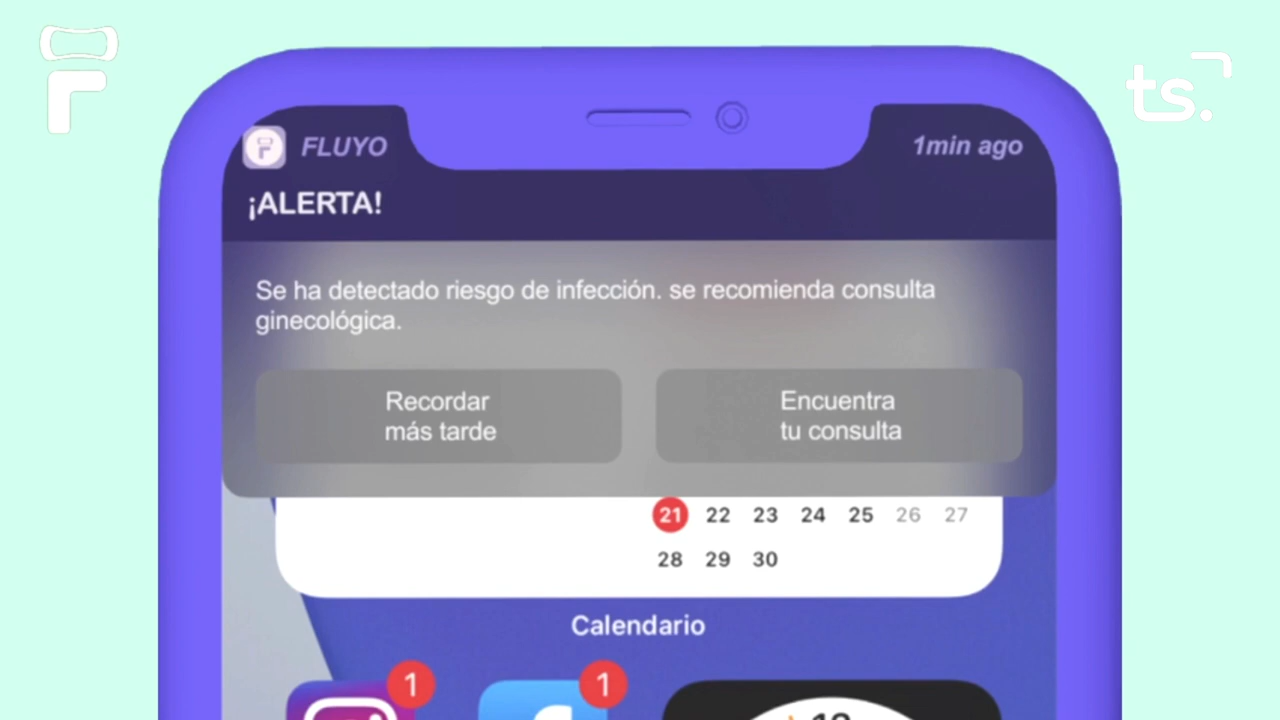 ts.
FLUYO
1min ago
¡ALERTA!
Se ha detectado riesgo de infección. se recomienda consulta
ginecológica.
Recordar
más tarde
Encuentra
tu consulta
21 22 23 24 25 26 27
28 29 30
Calendario
1
1